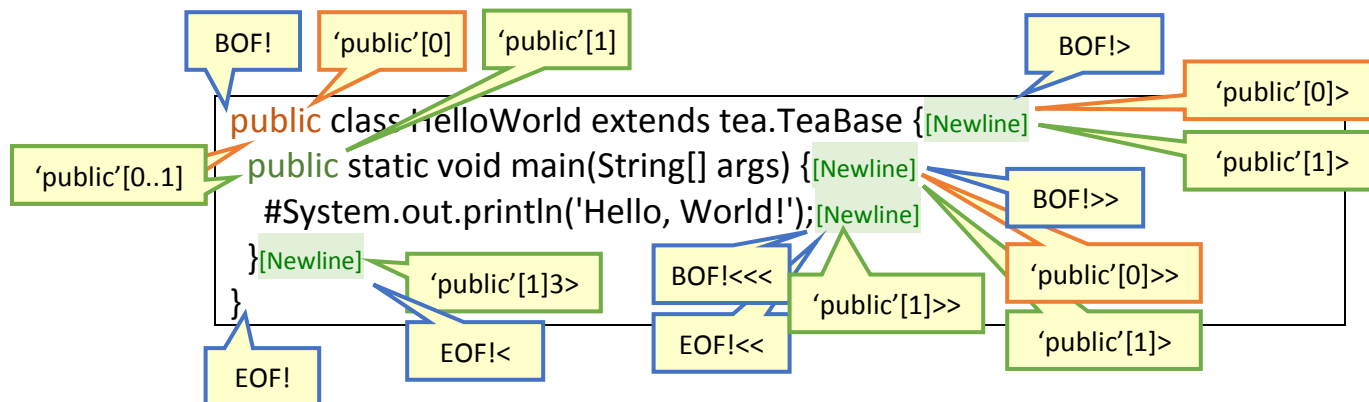 BOF!
‘public’[0]
‘public’[1]
BOF!>
‘public’[0]>
public class HelloWorld extends tea.TeaBase {[Newline]
‘public’[1]>
‘public’[0..1]
public static void main(String[] args) {[Newline]
BOF!>>
#System.out.println('Hello, World!');[Newline]
}[Newline]
‘public’[1]3>
BOF!<<<
‘public’[1]>>
‘public’[0]>>
}
EOF!<
EOF!<<
‘public’[1]>
EOF!